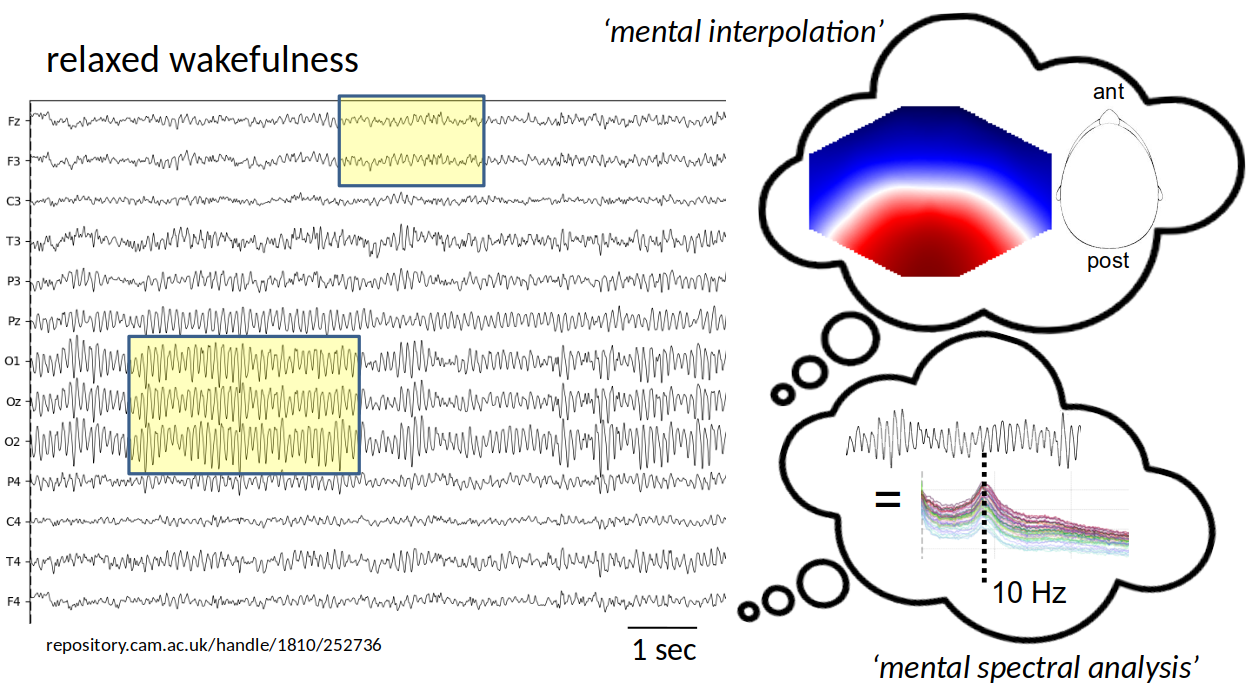 ‘mental interpolation’
relaxed wakefulness
ant
Fz
F3
C3
T3
P3
Pz
O1
Oz
O2
P4
C4
T4
F4
post
=
10 Hz
repository.cam.ac.uk/handle/1810/252736
1 sec
‘mental spectral analysis’